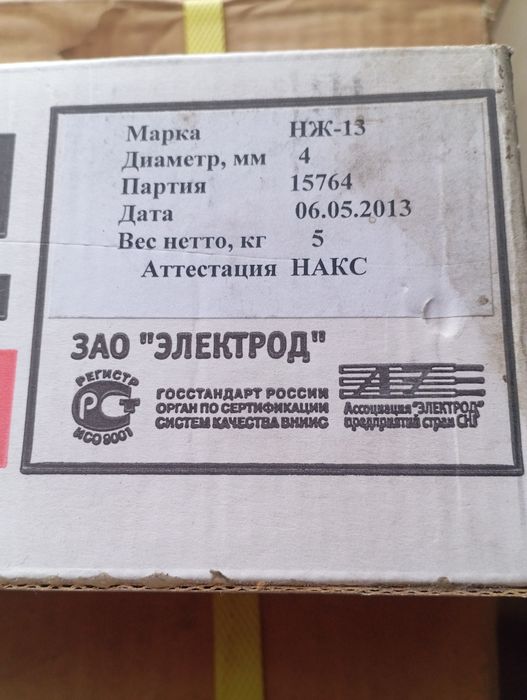 Марка НЖ-13
Диаметр, мм 4
Партия 15764
Дата 06.05.2013
Вес нетто, кг 5
Аттестация НАКС
ЗАО "ЭЛЕКТРОД"
РЕГИСТР
РСТ
ИСО 9001
ГОССТАНДАРТ РОССИИ
ОРГАН ПО СЕРТИФИКАЦИИ
СИСТЕМ КАЧЕСТВА ВНИИС
Ассоциация "ЭЛЕКТРОД"
предприятий стран СНГ